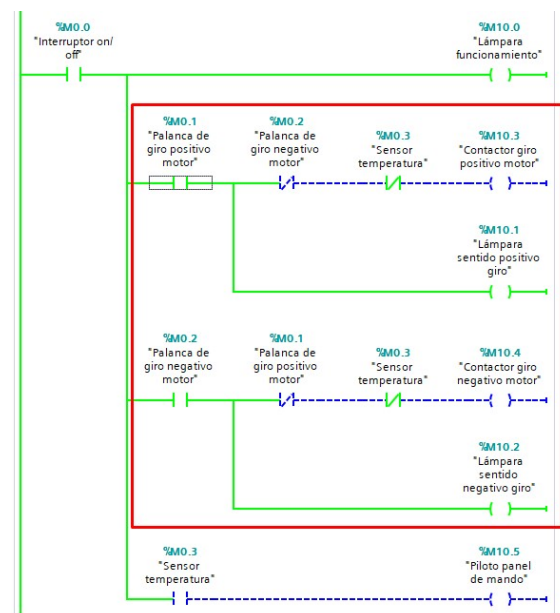 %M0.0
"Interruptor on/
off"
%M10.0
"Lámpara
funcionamiento"
%M0.1
"Palanca de
giro positivo
motor"
%M0.2
"Palanca de
giro negativo
motor"
%M0.3
"Sensor
temperatura"
%M10.3
"Contactor giro
positivo motor"
%M10.1
"Lámpara
sentido positivo
giro"
%M0.2
"Palanca de
giro negativo
motor"
%M0.1
"Palanca de
giro positivo
motor"
%M0.3
"Sensor
temperatura"
%M10.4
"Contactor giro
negativo motor"
%M10.2
"Lámpara
sentido
negativo giro"
%M0.3
"Sensor
temperatura"
%M10.5
"Piloto panel
de mando"